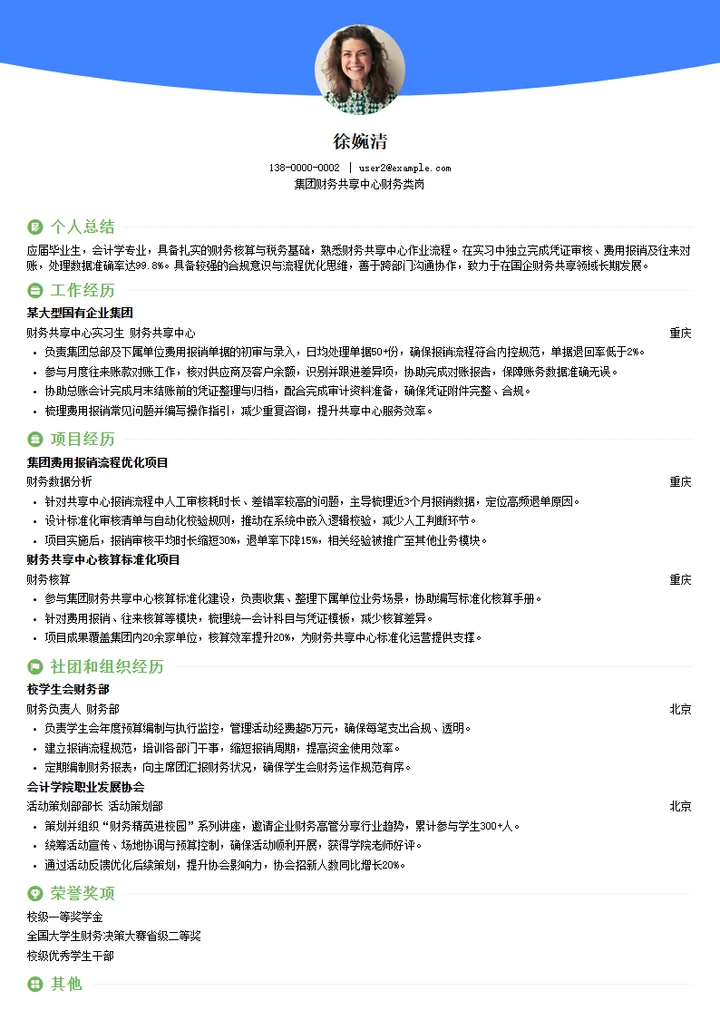 徐婉清
138-0000-0002 | user2@example.com
集团财务共享中心财务类岗
个人总结
应届毕业生，会计学专业，具备扎实的财务核算与税务基础，熟悉财务共享中心作业流程。在实习中独立完成凭证审核、费用报销及往来对
账，处理数据准确率达99.8%。具备较强的合规意识与流程优化思维，善于跨部门沟通协作，致力于在国企财务共享领域长期发展。
工作经历
某大型国有企业集团
财务共享中心实习生 财务共享中心 重庆
• 负责集团总部及下属单位费用报销单据的初审与录入，日均处理单据50+份，确保报销流程符合内控规范，单据退回率低于2%。
• 参与月度往来账款对账工作，核对供应商及客户余额，识别并跟进差异项，协助完成对账报告，保障账务数据准确无误。
• 协助总账会计完成月末结账前的凭证整理与归档，配合完成审计资料准备，确保凭证附件完整、合规。
• 梳理费用报销常见问题并编写操作指引，减少重复咨询，提升共享中心服务效率。
项目经历
集团费用报销流程优化项目
财务数据分析 重庆
• 针对共享中心报销流程中人工审核耗时长、差错率较高的问题，主导梳理近3个月报销数据，定位高频退单原因。
• 设计标准化审核清单与自动化校验规则，推动在系统中嵌入逻辑校验，减少人工判断环节。
• 项目实施后，报销审核平均时长缩短30%，退单率下降15%，相关经验被推广至其他业务模块。
财务共享中心核算标准化项目
财务核算 重庆
• 参与集团财务共享中心核算标准化建设，负责收集、整理下属单位业务场景，协助编写标准化核算手册。
• 针对费用报销、往来核算等模块，梳理统一会计科目与凭证模板，减少核算差异。
• 项目成果覆盖集团内20余家单位，核算效率提升20%，为财务共享中心标准化运营提供支撑。
社团和组织经历
校学生会财务部
财务负责人 财务部 北京
• 负责学生会年度预算编制与执行监控，管理活动经费超5万元，确保每笔支出合规、透明。
• 建立报销流程规范，培训各部门干事，缩短报销周期，提高资金使用效率。
• 定期编制财务报表，向主席团汇报财务状况，确保学生会财务运作规范有序。
会计学院职业发展协会
活动策划部部长 活动策划部 北京
• 策划并组织“财务精英进校园”系列讲座，邀请企业财务高管分享行业趋势，累计参与学生300+人。
• 统筹活动宣传、场地协调与预算控制，确保活动顺利开展，获得学院老师好评。
• 通过活动反馈优化后续策划，提升协会影响力，协会招新人数同比增长20%。
荣誉奖项
校级一等奖学金
全国大学生财务决策大赛省级二等奖
校级优秀学生干部
其他